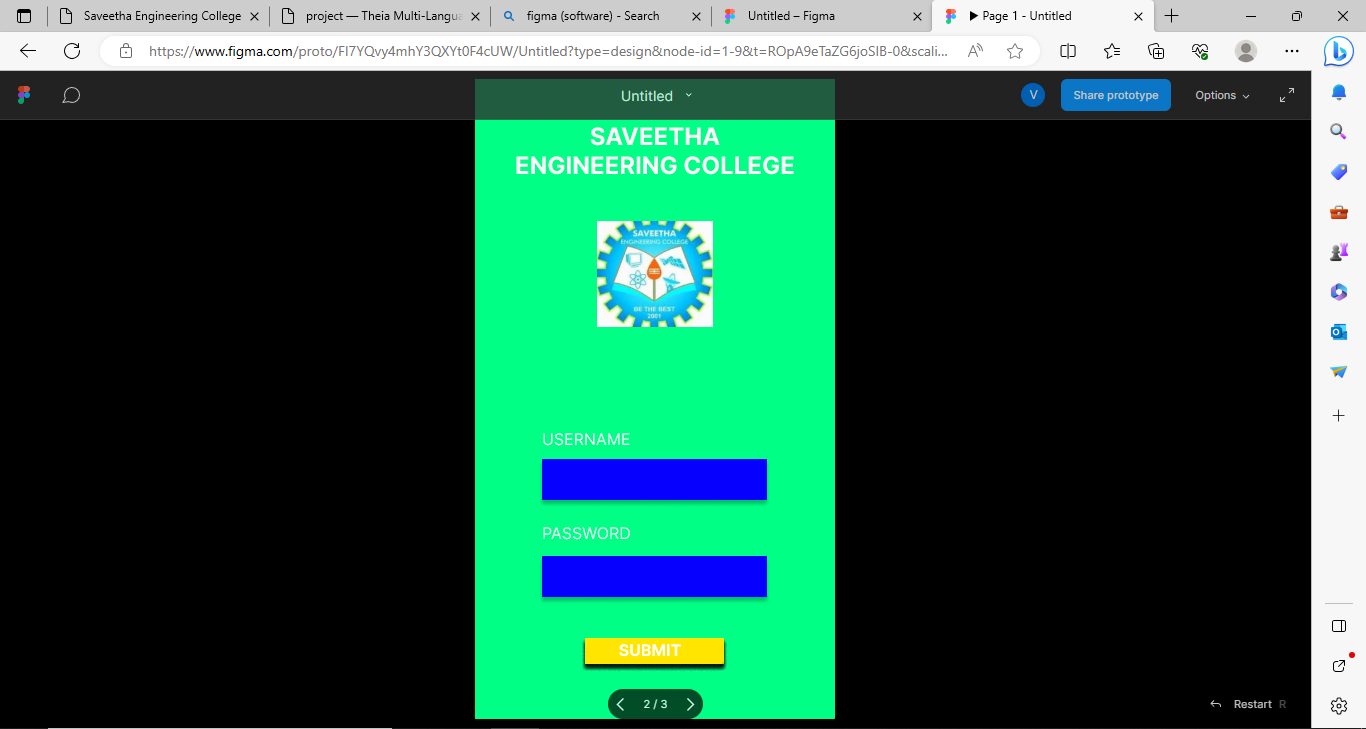 Saveetha Engineering College
project — Theia Multi-Langua
figma (software) - Search
Untitled – Figma
▶ Page 1 - Untitled
https://www.figma.com/proto/FI7YQvy4mhY3QXYt0F4cUW/Untitled?type=design&node-id=1-9&t=ROpA9eTaZG6joSIB-0&scali...
Untitled
V
Share prototype
Options
SAVEETHA
ENGINEERING COLLEGE
SAVEETHA
ENGINEERING COLLEGE
BE THE BEST
2001
USERNAME
PASSWORD
SUBMIT
2 / 3
Restart R